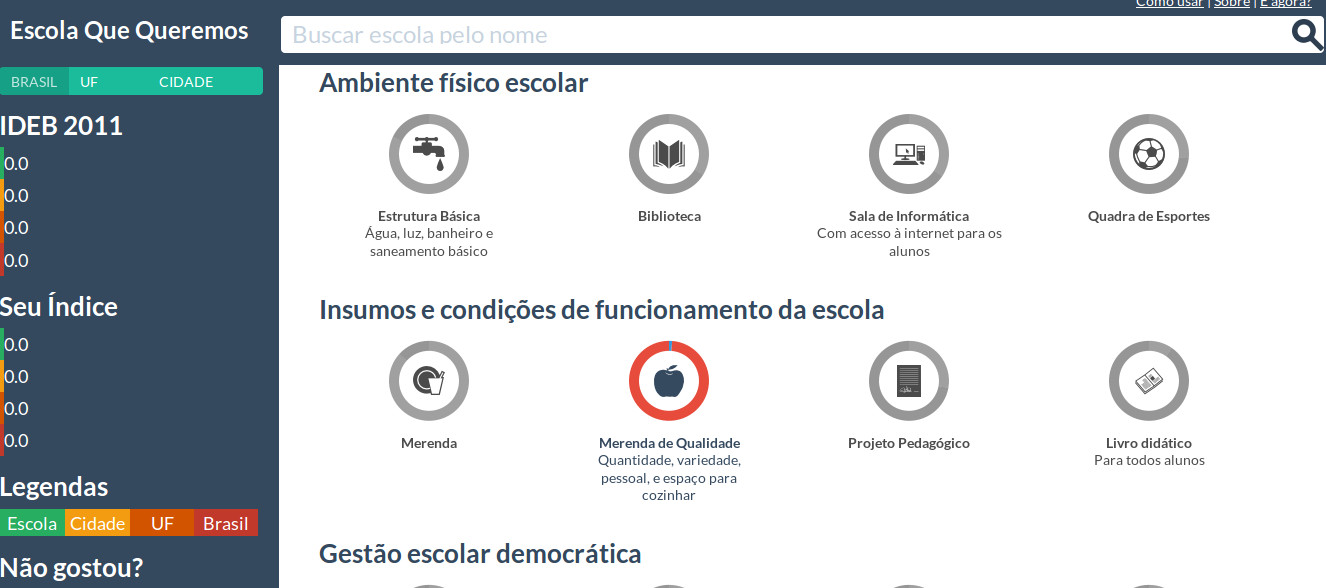 Como usar | Sobre | E agora?
Escola Que Queremos
Buscar escola pelo nome
BRASIL UF CIDADE
IDEB 2011
0.0
0.0
0.0
0.0
Seu Índice
0.0
0.0
0.0
0.0
Legendas
Escola Cidade UF Brasil
Não gostou?
Ambiente físico escolar
Estrutura Básica
Água, luz, banheiro e
saneamento básico
Biblioteca
Sala de Informática
Com acesso à internet para os
alunos
Quadra de Esportes
Insumos e condições de funcionamento da escola
Merenda
Merenda de Qualidade
Quantidade, variedade,
pessoal, e espaço para
cozinhar
Projeto Pedagógico
Livro didático
Para todos alunos
Gestão escolar democrática